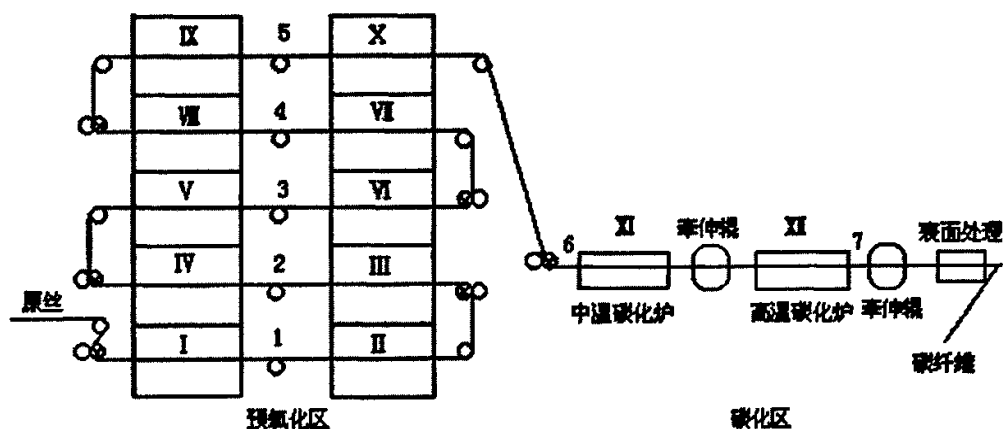 IX 5 X
VIII 4 VII
V 3 VI
IV 2 III
原丝
I 1 II
预氧化区
6 XI 牵伸辊 XII 7 表面处理
中温碳化炉 高温碳化炉 牵伸辊
碳纤维
碳化区